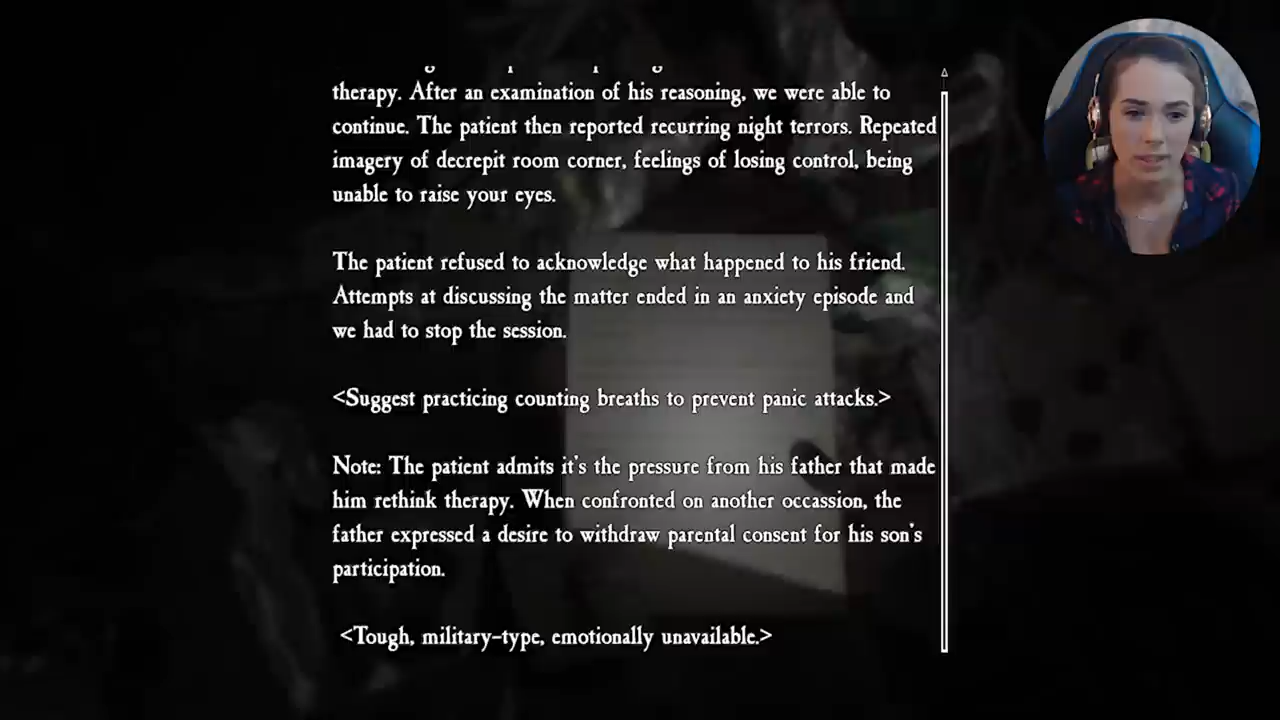 therapy. After an examination of his reasoning, we were able to
continue. The patient then reported recurring night terrors. Repeated
imagery of decrepit room corner, feelings of losing control, being
unable to raise your eyes.
The patient refused to acknowledge what happened to his friend.
Attempts at discussing the matter ended in an anxiety episode and
we had to stop the session.
<Suggest practicing counting breaths to prevent panic attacks.>
Note: The patient admits it's the pressure from his father that made
him rethink therapy. When confronted on another occassion, the
father expressed a desire to withdraw parental consent for his son's
participation.
<Tough, military-type, emotionally unavailable.>